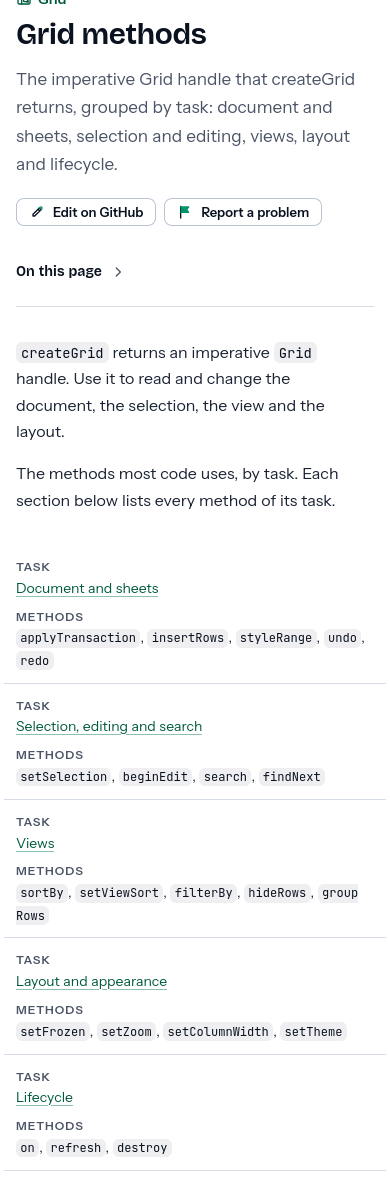 Grid
Grid methods
The imperative Grid handle that createGrid
returns, grouped by task: document and
sheets, selection and editing, views, layout
and lifecycle.
Edit on GitHub
Report a problem
On this page
createGrid returns an imperative Grid
handle. Use it to read and change the
document, the selection, the view and the
layout.
The methods most code uses, by task. Each
section below lists every method of its task.
TASK
Document and sheets
METHODS
applyTransaction, insertRows, styleRange, undo,
redo
TASK
Selection, editing and search
METHODS
setSelection, beginEdit, search, findNext
TASK
Views
METHODS
sortBy, setViewSort, filterBy, hideRows, group
Rows
TASK
Layout and appearance
METHODS
setFrozen, setZoom, setColumnWidth, setTheme
TASK
Lifecycle
METHODS
on, refresh, destroy